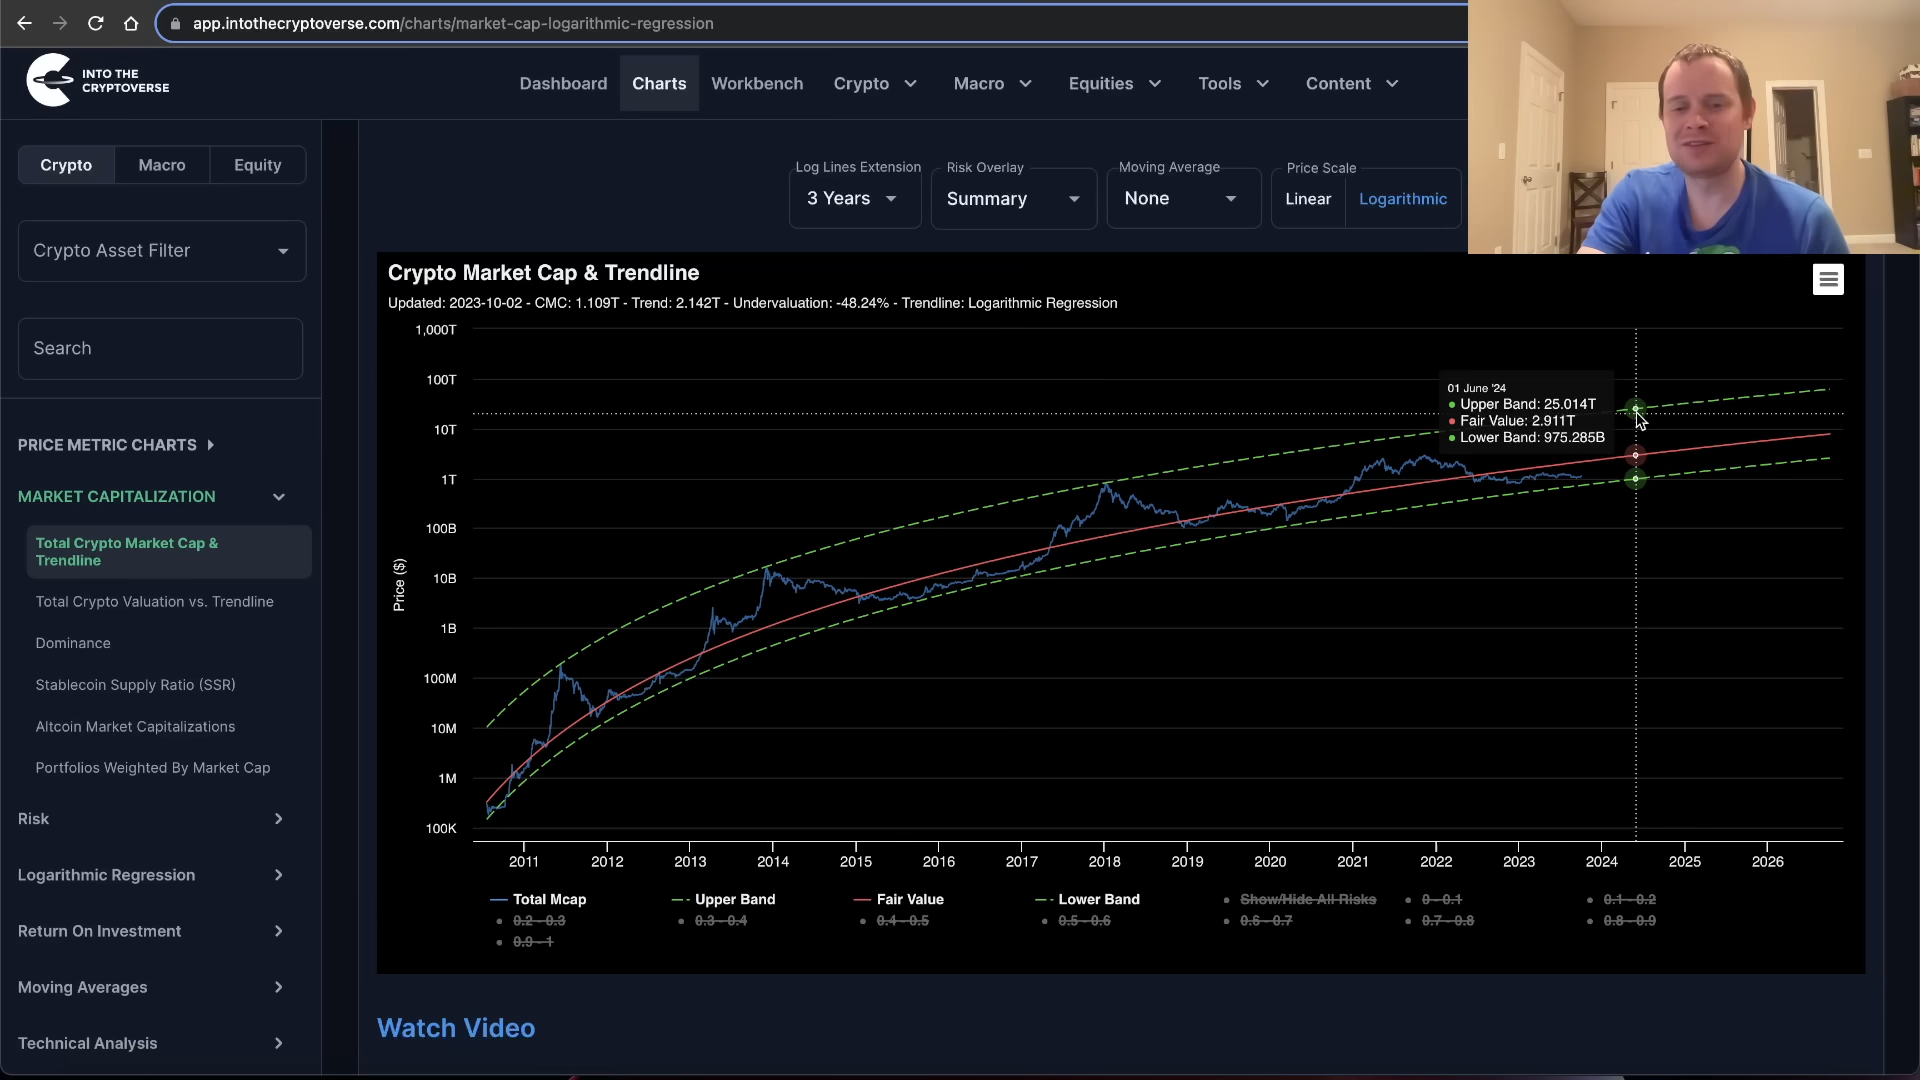 app.intothecryptoverse.com/charts/market-cap-logarithmic-regression
INTO THE
CRYPTOVERSE
Dashboard
Charts
Workbench
Crypto
Macro
Equities
Tools
Content
Crypto
Macro
Equity
Crypto Asset Filter
Search
PRICE METRIC CHARTS
MARKET CAPITALIZATION
Total Crypto Market Cap &
Trendline
Total Crypto Valuation vs. Trendline
Dominance
Stablecoin Supply Ratio (SSR)
Altcoin Market Capitalizations
Portfolios Weighted By Market Cap
Risk
Logarithmic Regression
Return On Investment
Moving Averages
Technical Analysis
Log Lines Extension
3 Years
Risk Overlay
Summary
Moving Average
None
Price Scale
Linear
Logarithmic
Crypto Market Cap & Trendline
Updated: 2023-10-02 - CMC: 1.109T - Trend: 2.142T - Undervaluation: -48.24% - Trendline: Logarithmic Regression
1,000T
100T
10T
1T
100B
10B
1B
100M
10M
1M
100K
Price ($)
01 June '24
Upper Band: 25.014T
Fair Value: 2.911T
Lower Band: 975.285B
2011
2012
2013
2014
2015
2016
2017
2018
2019
2020
2021
2022
2023
2024
2025
2026
Total Mcap
Upper Band
Fair Value
Lower Band
Show/Hide All Risks
0 - 0.1
0.1 - 0.2
0.2 - 0.3
0.3 - 0.4
0.4 - 0.5
0.5 - 0.6
0.6 - 0.7
0.7 - 0.8
0.8 - 0.9
0.9 - 1
Watch Video